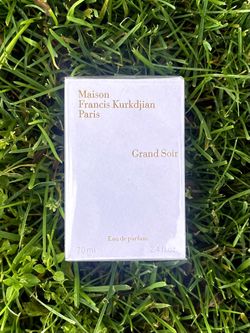 Maison
Francis Kurkdjian
Paris
Grand Soir
Eau de parfum
70 ml 2.4 fl.oz